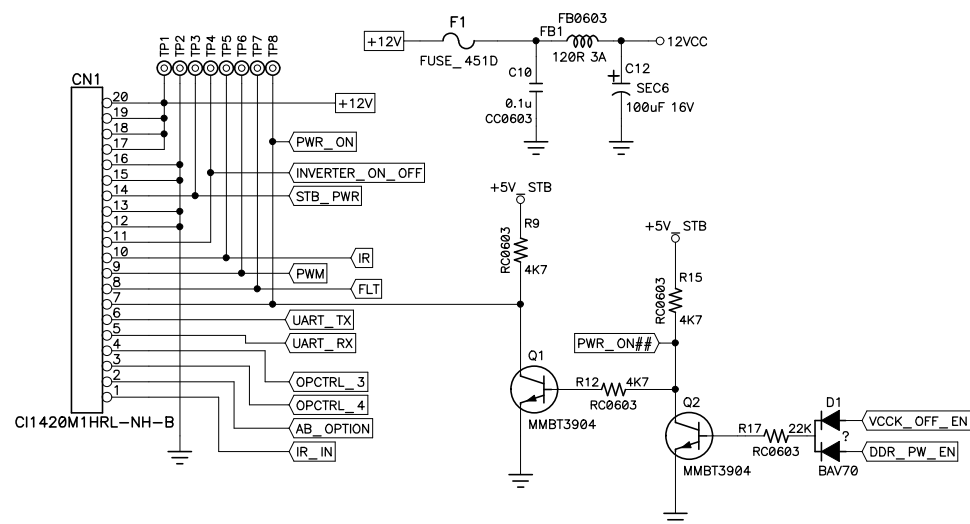 TP1
TP2
TP3
TP4
TP5
TP6
TP7
TP8
CN1
20
19
18
17
16
15
14
13
12
11
10
9
8
7
6
5
4
3
2
1
CI1420M1HRL-NH-B
+12V
PWR_ON
INVERTER_ON_OFF
STB_PWR
IR
PWM
FLT
UART_TX
UART_RX
OPCTRL_3
OPCTRL_4
AB_OPTION
IR_IN
+12V
F1
FUSE_451D
FB0603
FB1
120R 3A
12VCC
C10
0.1u
CC0603
C12
SEC6
100uF 16V
+
+5V_STB
R9
RC0603
4K7
+5V_STB
R15
RC0603
4K7
PWR_ON##
Q1
MMBT3904
R12
4K7
RC0603
Q2
MMBT3904
R17
22K
RC0603
D1
?
BAV70
VCCK_OFF_EN
DDR_PW_EN